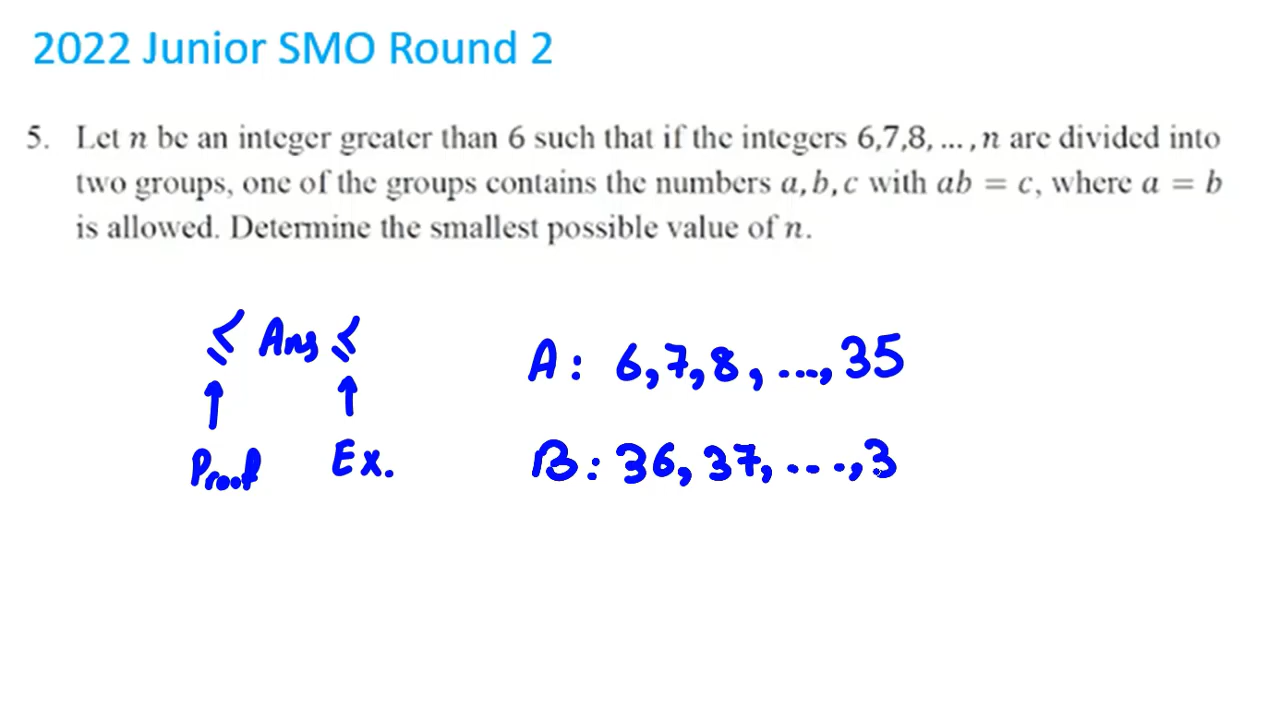 2022 Junior SMO Round 2
5. Let n be an integer greater than 6 such that if the integers 6,7,8, ... , n are divided into
two groups, one of the groups contains the numbers a, b, c with ab = c, where a = b
is allowed. Determine the smallest possible value of n.
≤ Ans ≤
A: 6, 7, 8, ..., 35
↑ ↑
Proof Ex.
B: 36, 37, ..., 3